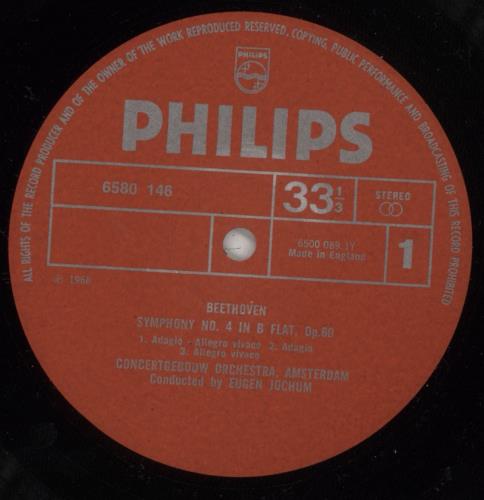 ALL RIGHTS OF THE RECORD PRODUCER AND OF THE OWNER OF THE WORK REPRODUCED RESERVED, COPYING, PUBLIC PERFORMANCE AND BROADCASTING OF THIS RECORD PROHIBITED
PHILIPS
PHILIPS
6580 146
33 1/3
STEREO
6500 089.1Y
Made in England
1
℗ 1968
BEETHOVEN
SYMPHONY NO. 4 IN B FLAT, Op.60
1. Adagio - Allegro vivace 2. Adagio
3. Allegro vivace
CONCERTGEBOUW ORCHESTRA, AMSTERDAM
Conducted by EUGEN JOCHUM